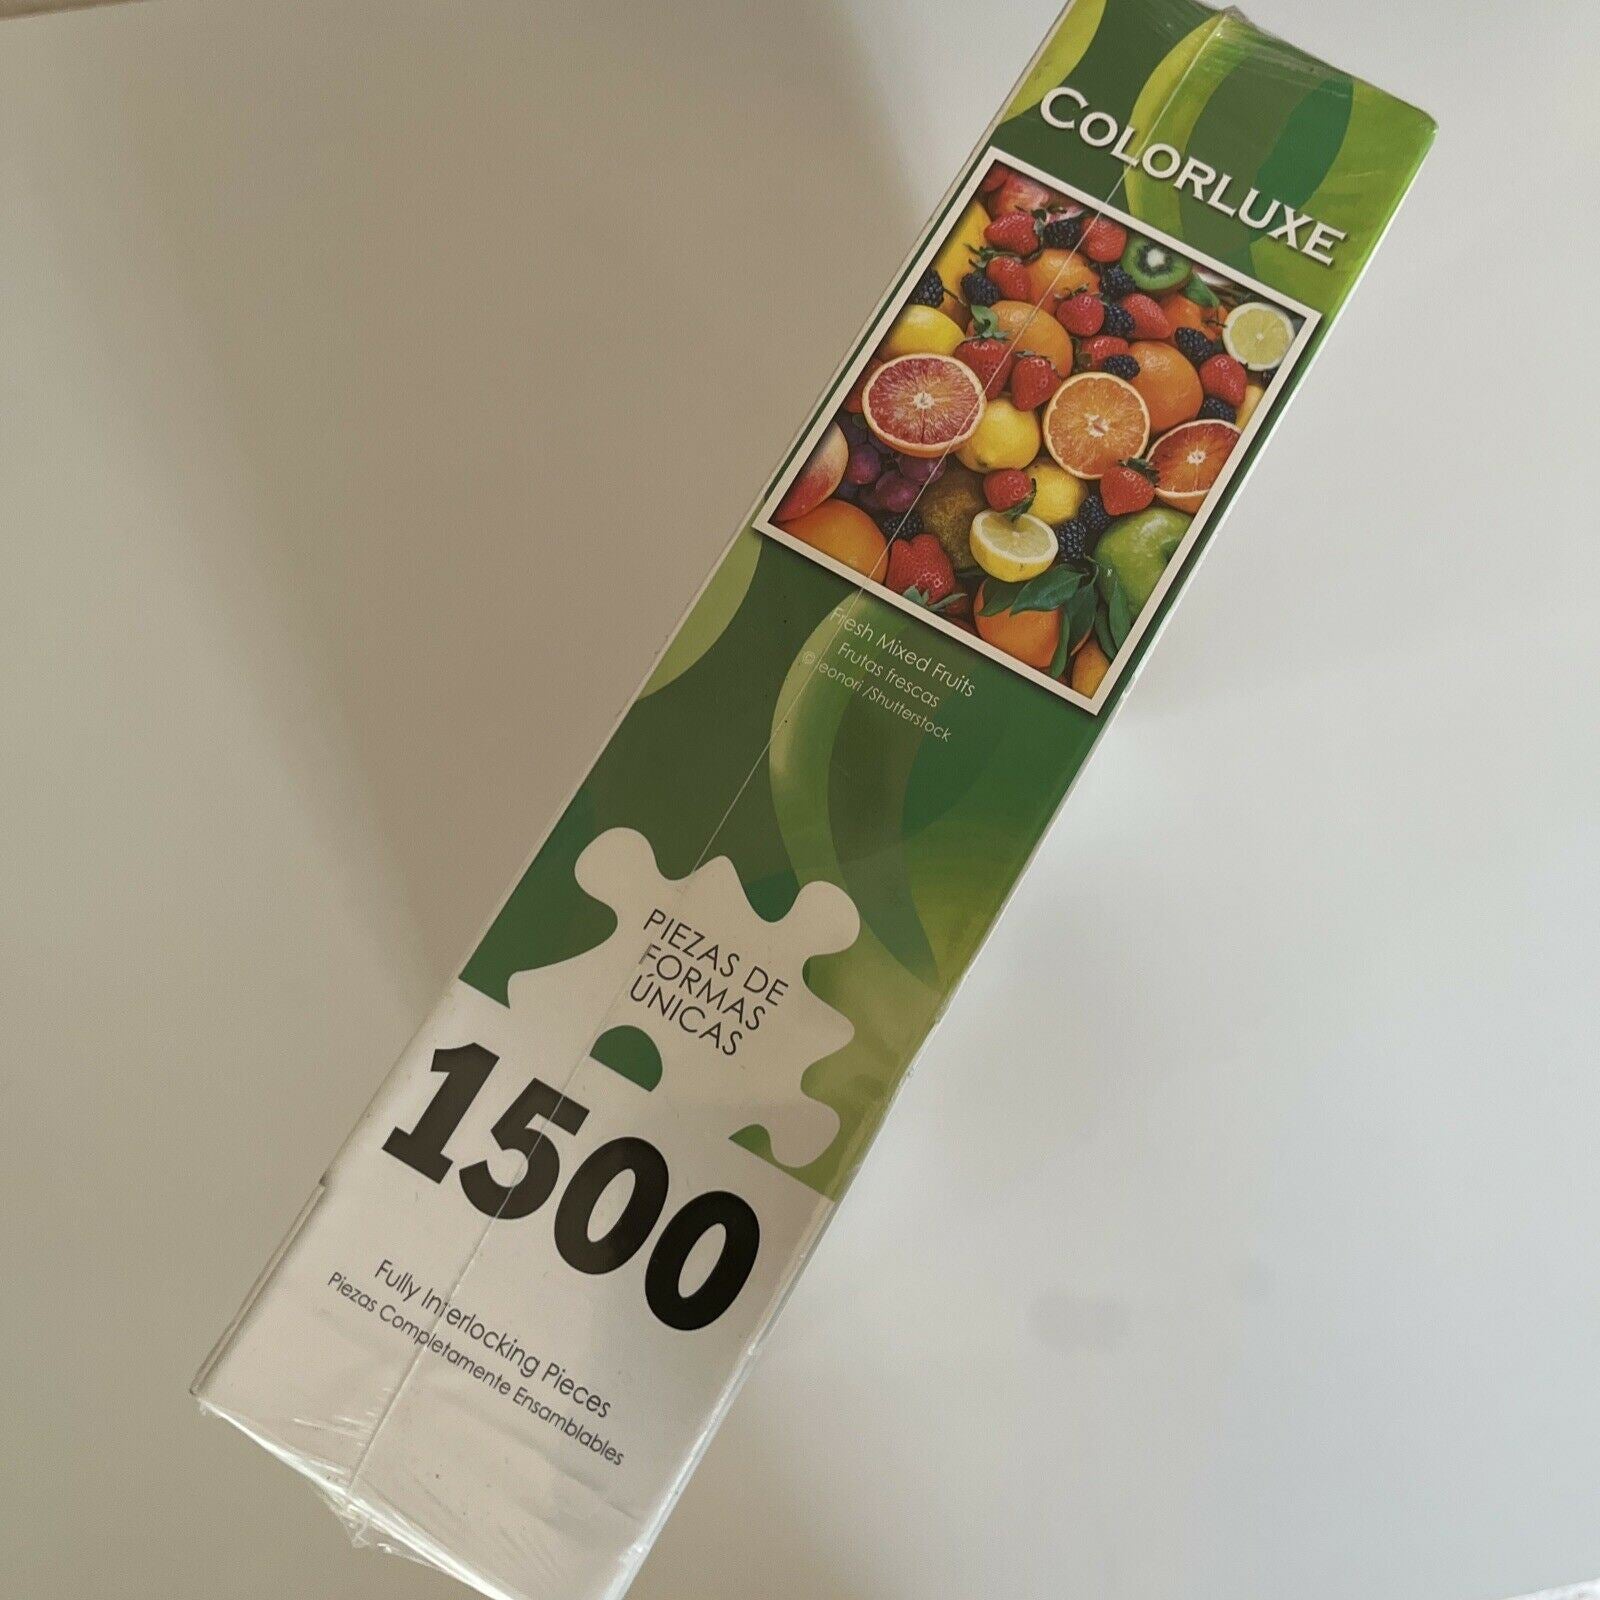 COLORLUXE
Fresh Mixed Fruits
Frutas frescas
©leonori /Shutterstock
PIEZAS DE
FORMAS
ÚNICAS
1500
Fully Interlocking Pieces
Piezas Completamente Ensamblables